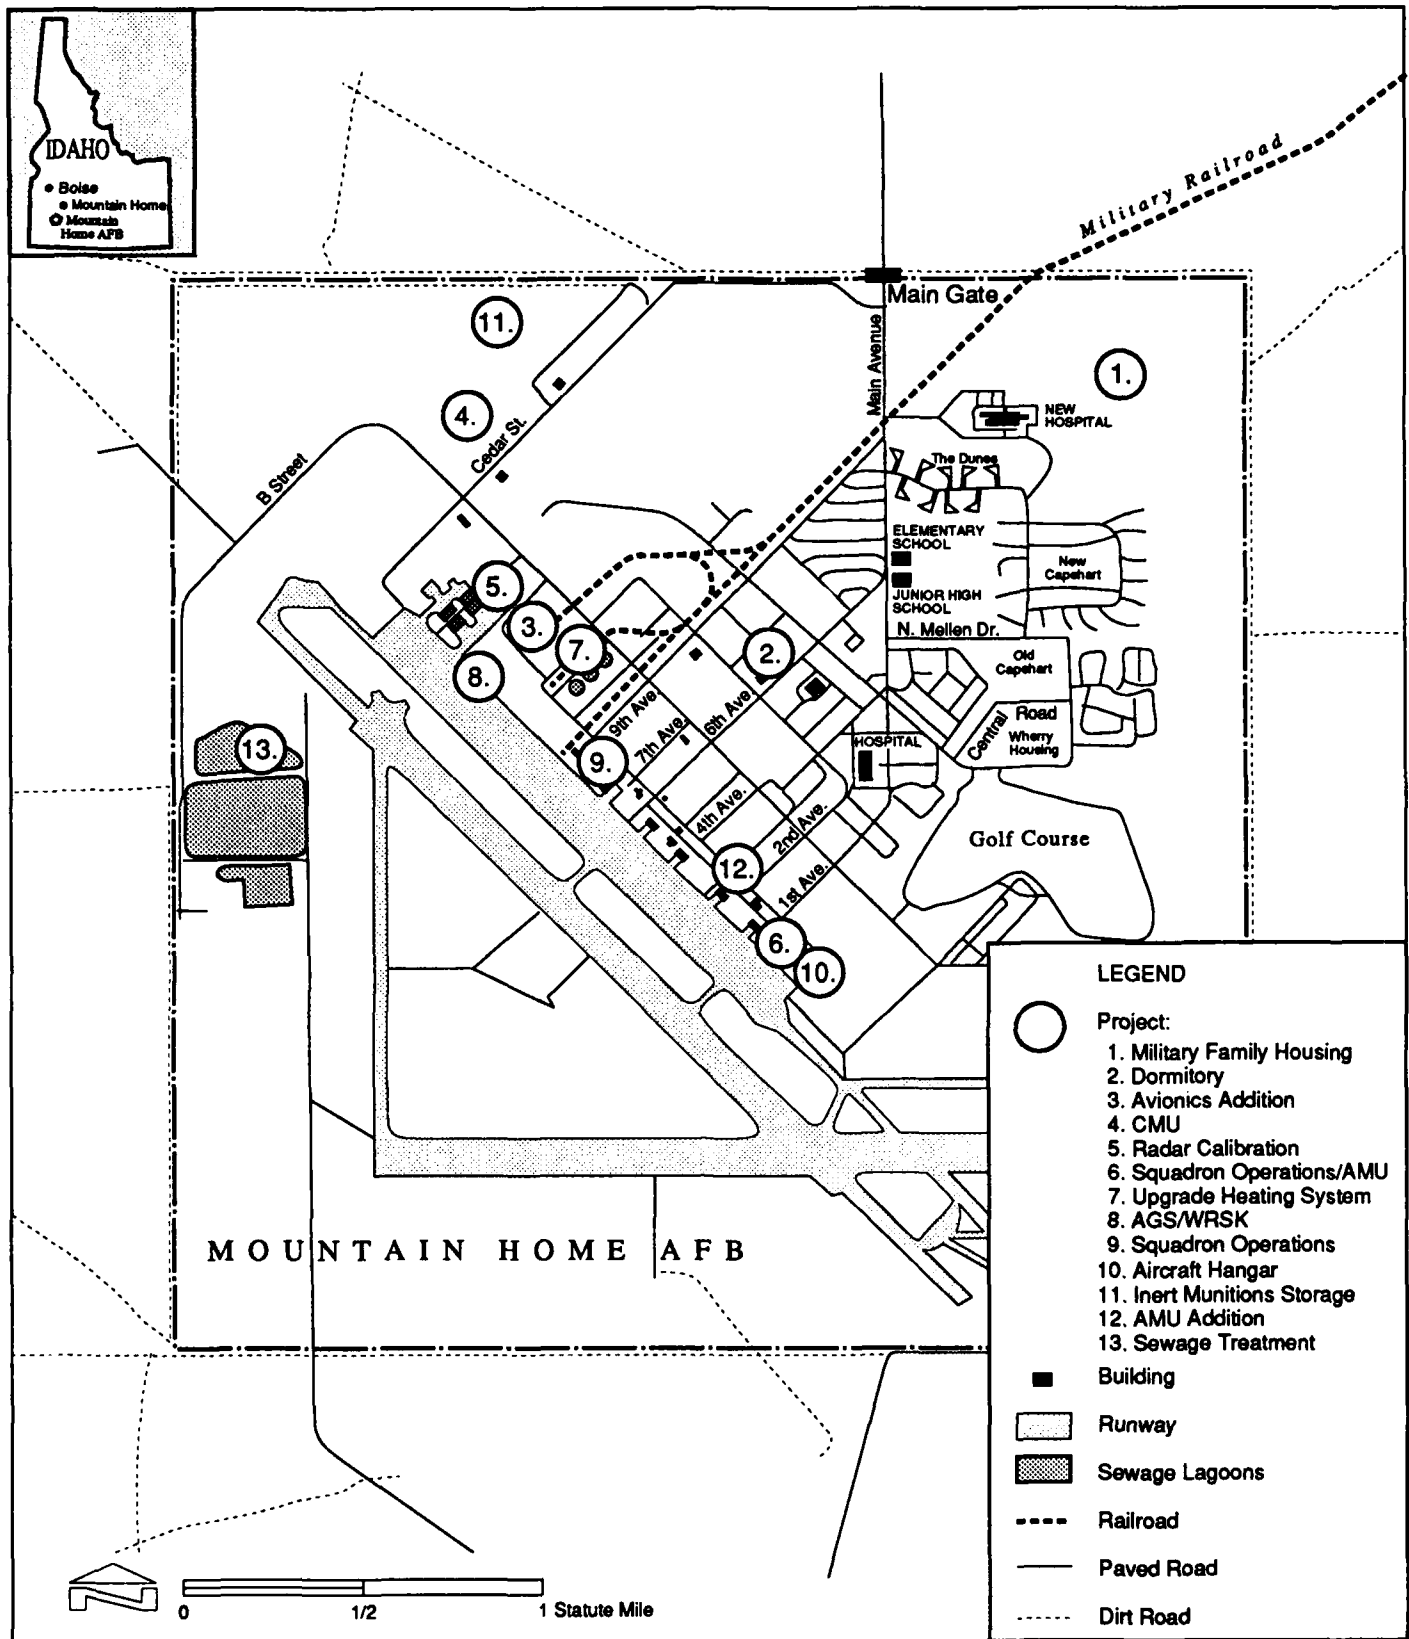 IDAHO
Boise
Mountain Home
Mountain
Home AFB
Military Railroad
Main Gate
11.
Main Avenue
1.
4.
Cedar St.
NEW
HOSPITAL
B Street
The Dunes
ELEMENTARY
SCHOOL
New
Capehart
5.
JUNIOR HIGH
SCHOOL
3.
N. Mellen Dr.
7.
2.
Old
Capehart
8.
9th Ave.
7th Ave.
6th Ave.
Central Road
Wherry
Housing
13.
9.
HOSPITAL
4th Ave.
2nd Ave.
Golf Course
12.
1st Ave.
6.
10.
MOUNTAIN HOME AFB
LEGEND
Project:
1. Military Family Housing
2. Dormitory
3. Avionics Addition
4. CMU
5. Radar Calibration
6. Squadron Operations/AMU
7. Upgrade Heating System
8. AGS/WRSK
9. Squadron Operations
10. Aircraft Hangar
11. Inert Munitions Storage
12. AMU Addition
13. Sewage Treatment
Building
Runway
Sewage Lagoons
Railroad
Paved Road
Dirt Road
N
0 1/2 1 Statute Mile